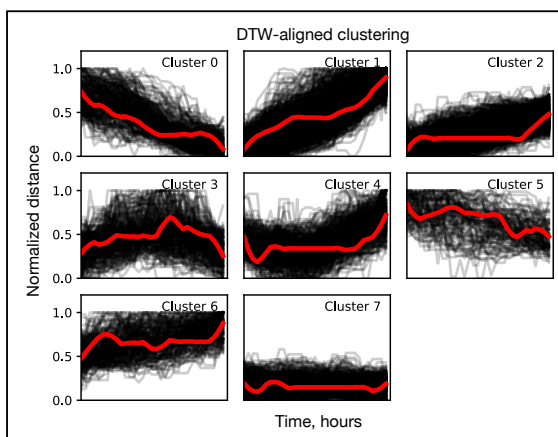 DTW-aligned clustering
Cluster 0
Cluster 1
Cluster 2
1.0
0.5
0.0
Cluster 3
Cluster 4
Cluster 5
1.0
0.5
0.0
Cluster 6
Cluster 7
1.0
0.5
0.0
Normalized distance
Time, hours